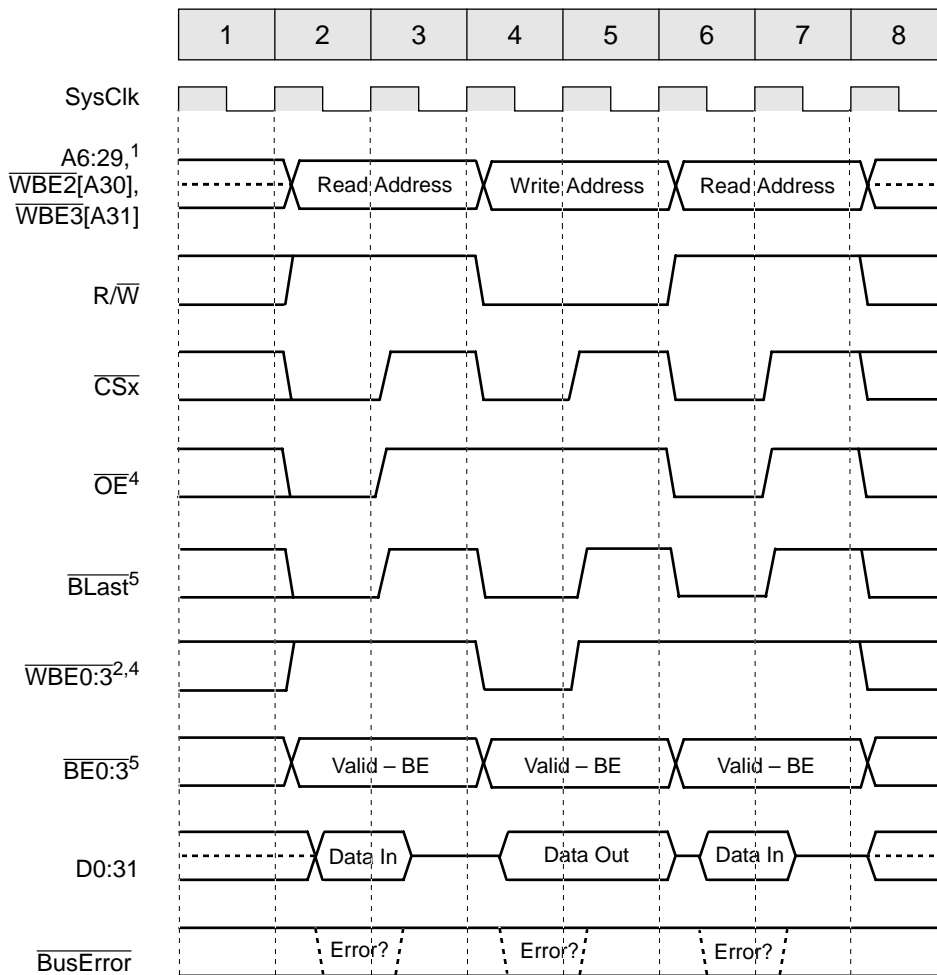 1 2 3 4 5 6 7 8
SysClk
A6:29,1
WBE2[A30],
WBE3[A31]
Read Address Write Address Read Address
R/W
CSx
OE4
BLast5
WBE0:32,4
BE0:35
Valid – BE Valid – BE Valid – BE
D0:31
Data In Data Out Data In
BusError
Error? Error? Error?